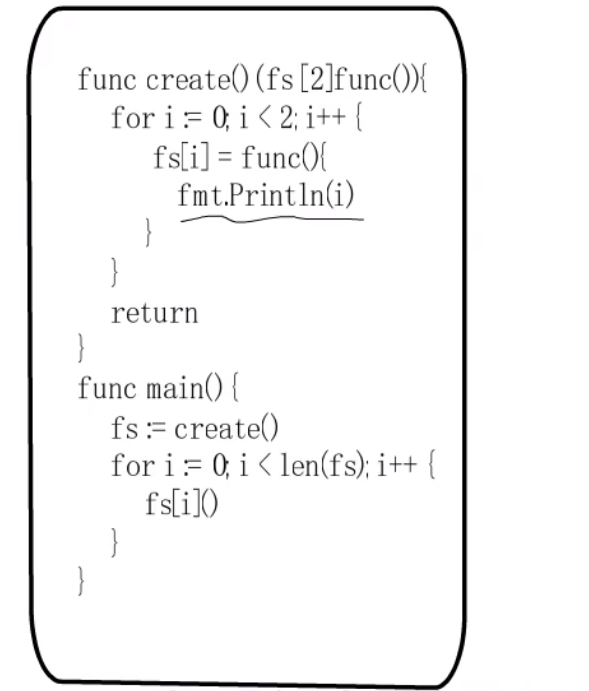 func create()(fs[2]func()){
for i := 0; i < 2; i++ {
fs[i] = func(){
fmt.Println(i)
}
}
return
}
func main() {
fs := create()
for i := 0; i < len(fs); i++ {
fs[i]()
}
}